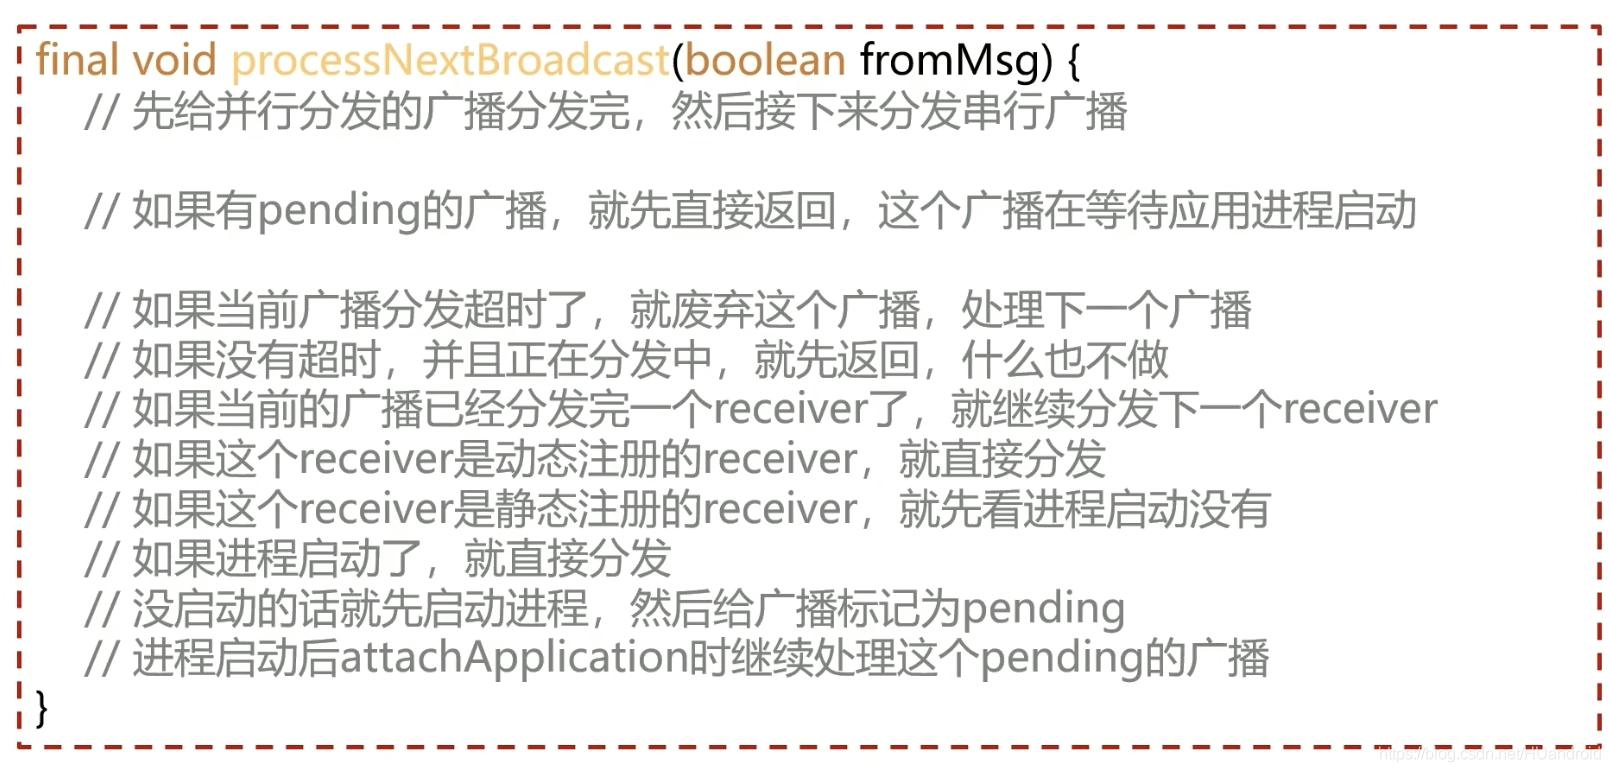 final void processNextBroadcast(boolean fromMsg) {
// 先给并行分发的广播分发完，然后接下来分发串行广播
// 如果有pending的广播，就先直接返回，这个广播在等待应用进程启动
// 如果当前广播分发超时了，就废弃这个广播，处理下一个广播
// 如果没有超时，并且正在分发中，就先返回，什么也不做
// 如果当前的广播已经分发完一个receiver了，就继续分发下一个receiver
// 如果这个receiver是动态注册的receiver，就直接分发
// 如果这个receiver是静态注册的receiver，就先看进程启动没有
// 如果进程启动了，就直接分发
// 没启动的话就先启动进程，然后给广播标记为pending
// 进程启动后attachApplication时继续处理这个pending的广播
}
https://blog.csdn.net/HUandroid